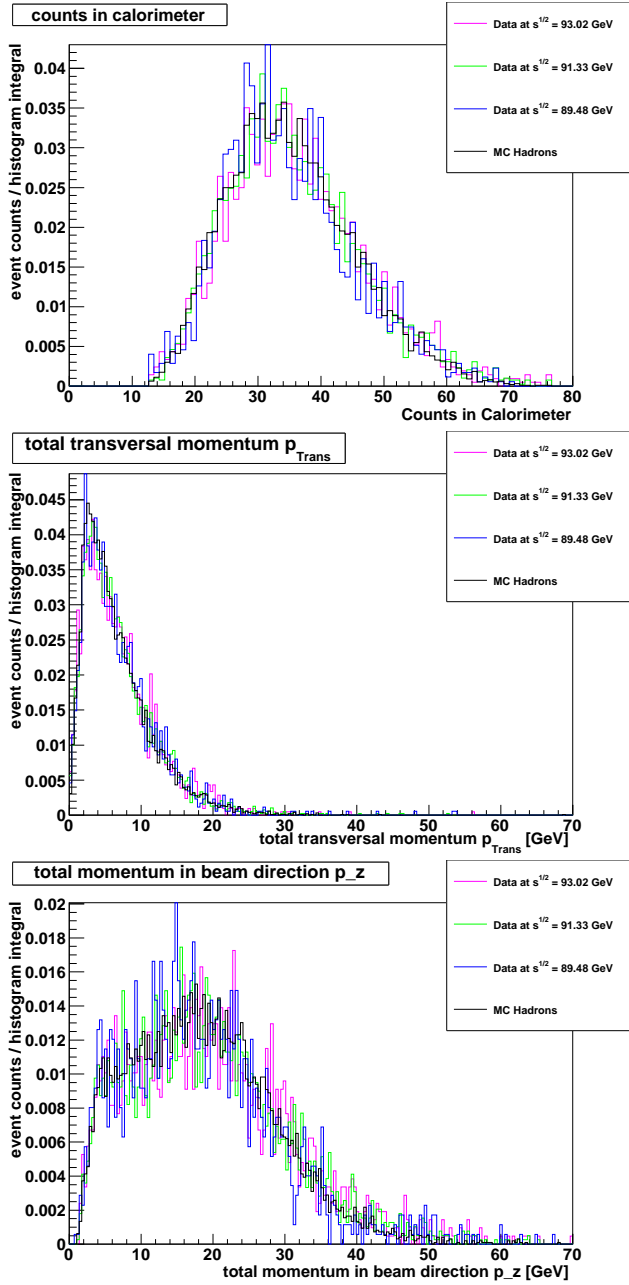 counts in calorimeter
Data at s^1/2 = 93.02 GeV
Data at s^1/2 = 91.33 GeV
Data at s^1/2 = 89.48 GeV
MC Hadrons
event counts / histogram integral
0.04
0.035
0.03
0.025
0.02
0.015
0.01
0.005
0
0 10 20 30 40 50 60 70 80
Counts in Calorimeter
total transversal momentum p_Trans
Data at s^1/2 = 93.02 GeV
Data at s^1/2 = 91.33 GeV
Data at s^1/2 = 89.48 GeV
MC Hadrons
event counts / histogram integral
0.045
0.04
0.035
0.03
0.025
0.02
0.015
0.01
0.005
0
0 10 20 30 40 50 60 70
total transversal momentum p_Trans [GeV]
total momentum in beam direction p_z
Data at s^1/2 = 93.02 GeV
Data at s^1/2 = 91.33 GeV
Data at s^1/2 = 89.48 GeV
MC Hadrons
event counts / histogram integral
0.02
0.018
0.016
0.014
0.012
0.01
0.008
0.006
0.004
0.002
0
0 10 20 30 40 50 60 70
total momentum in beam direction p_z [GeV]